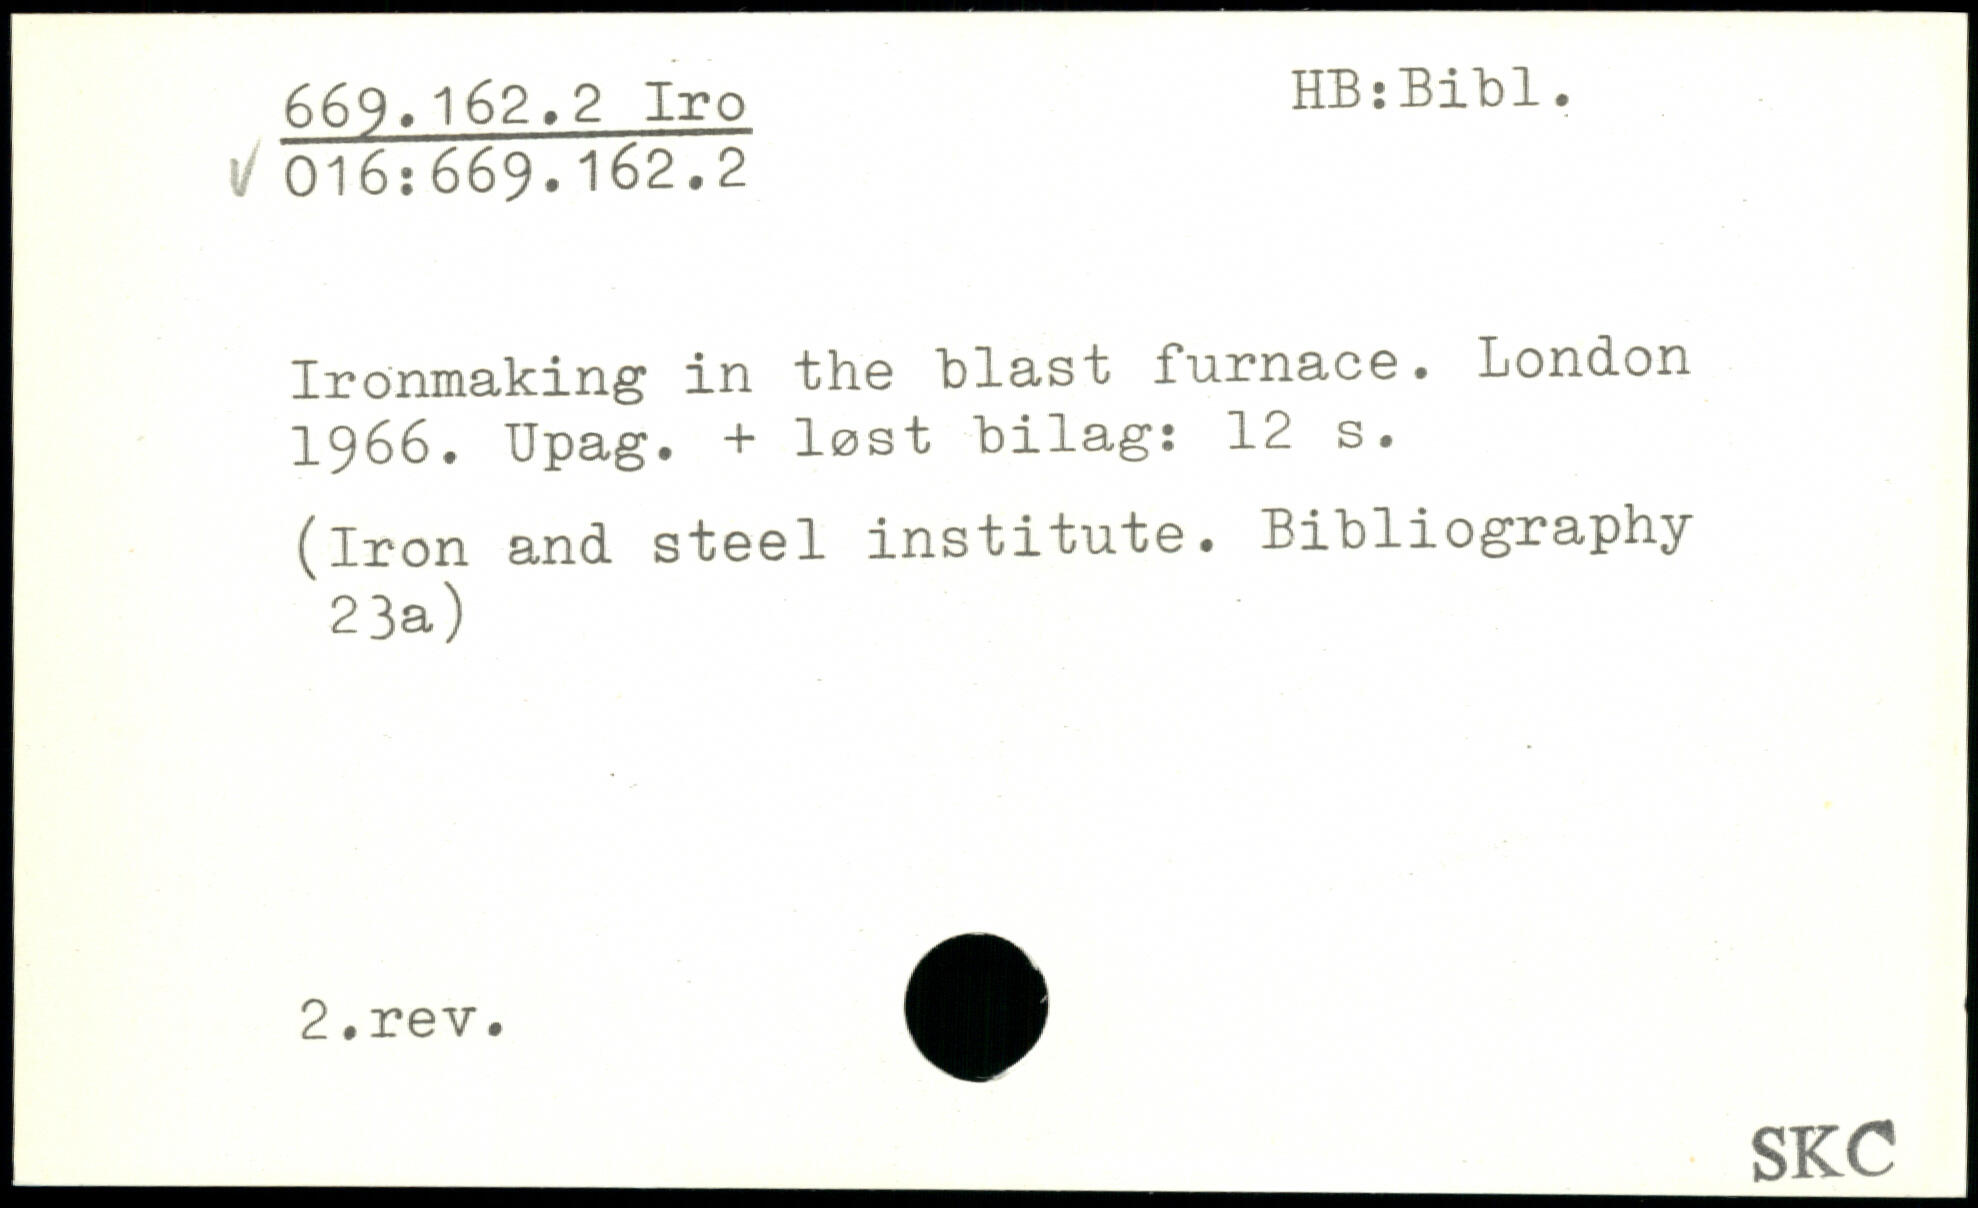 669.162.2 Iro
HB:Bibl.
✓ 016:669.162.2
Ironmaking in the blast furnace. London
1966. Upag. + løst bilag: 12 s.
(Iron and steel institute. Bibliography
23a)
2.rev.
SKC